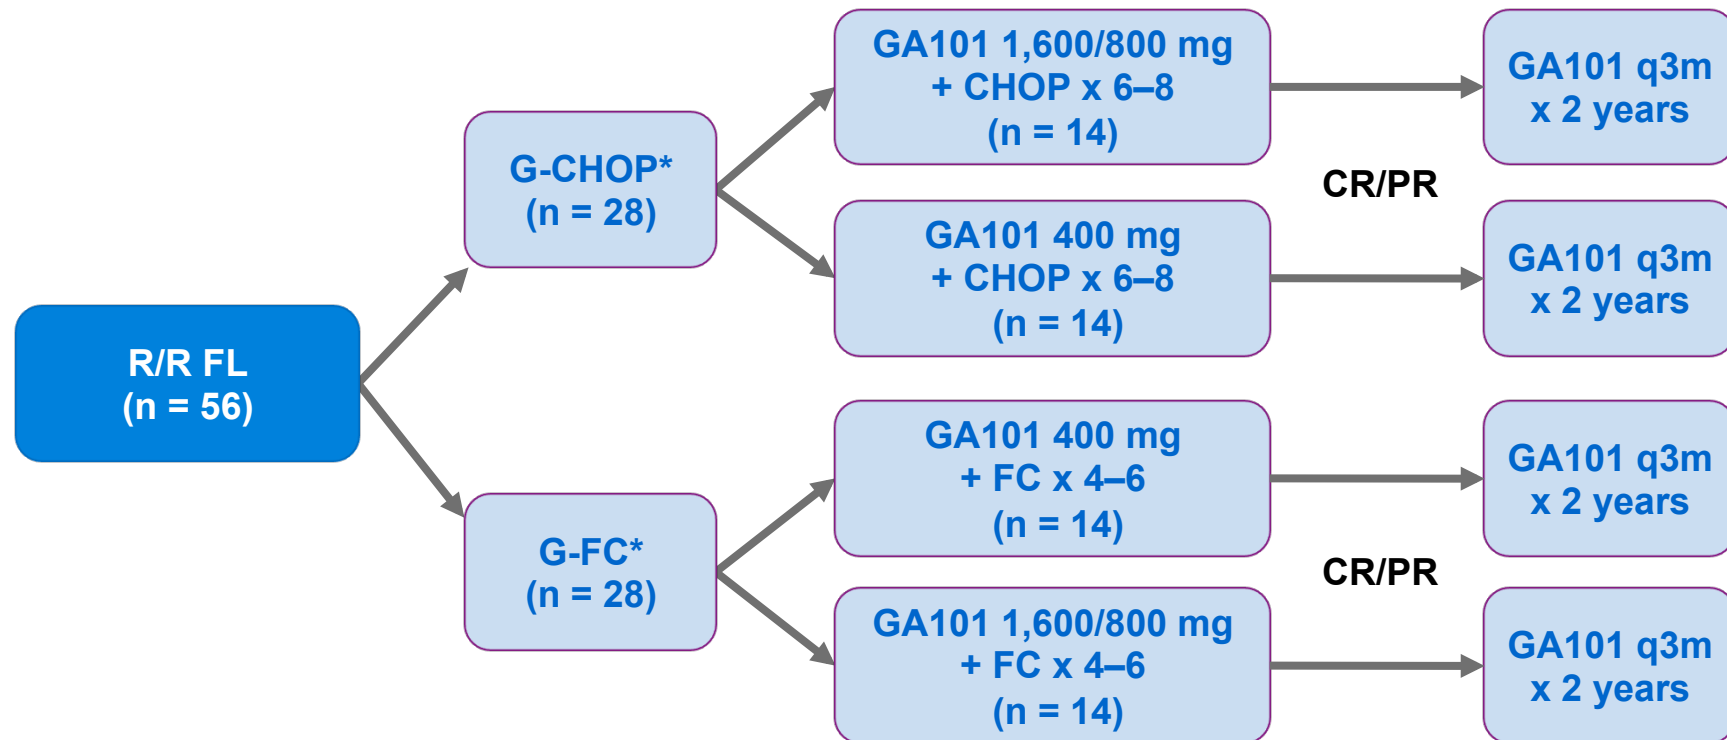 R/R FL
(n = 56)
G-CHOP*
(n = 28)
GA101 1,600/800 mg
+ CHOP x 6–8
(n = 14)
GA101 q3m
x 2 years
CR/PR
GA101 400 mg
+ CHOP x 6–8
(n = 14)
GA101 q3m
x 2 years
G-FC*
(n = 28)
GA101 400 mg
+ FC x 4–6
(n = 14)
GA101 q3m
x 2 years
CR/PR
GA101 1,600/800 mg
+ FC x 4–6
(n = 14)
GA101 q3m
x 2 years